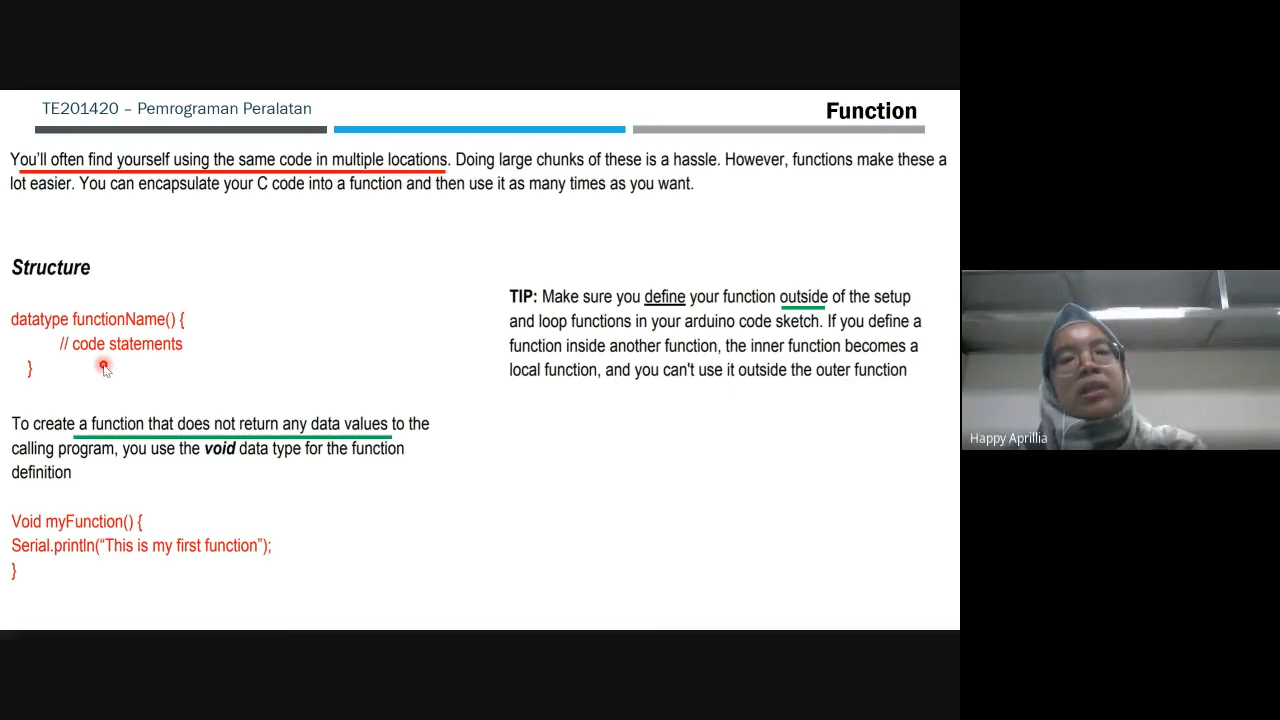 TE201420 – Pemrograman Peralatan
Function
You’ll often find yourself using the same code in multiple locations. Doing large chunks of these is a hassle. However, functions make these a
lot easier. You can encapsulate your C code into a function and then use it as many times as you want.
Structure
datatype functionName() {
// code statements
}
To create a function that does not return any data values to the
calling program, you use the void data type for the function
definition
Void myFunction() {
Serial.println(“This is my first function”);
}
TIP: Make sure you define your function outside of the setup
and loop functions in your arduino code sketch. If you define a
function inside another function, the inner function becomes a
local function, and you can't use it outside the outer function
Happy Aprillia